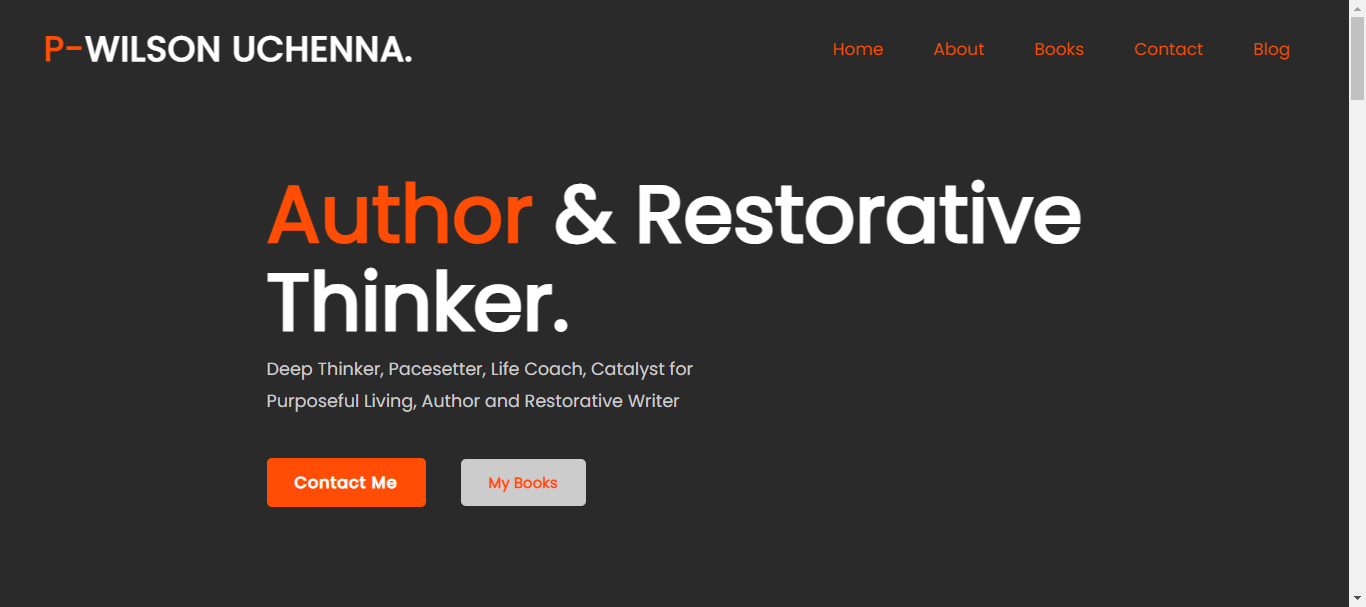 P-WILSON UCHENNA.
Home About Books Contact Blog
Author & Restorative
Thinker.
Deep Thinker, Pacesetter, Life Coach, Catalyst for
Purposeful Living, Author and Restorative Writer
Contact Me
My Books